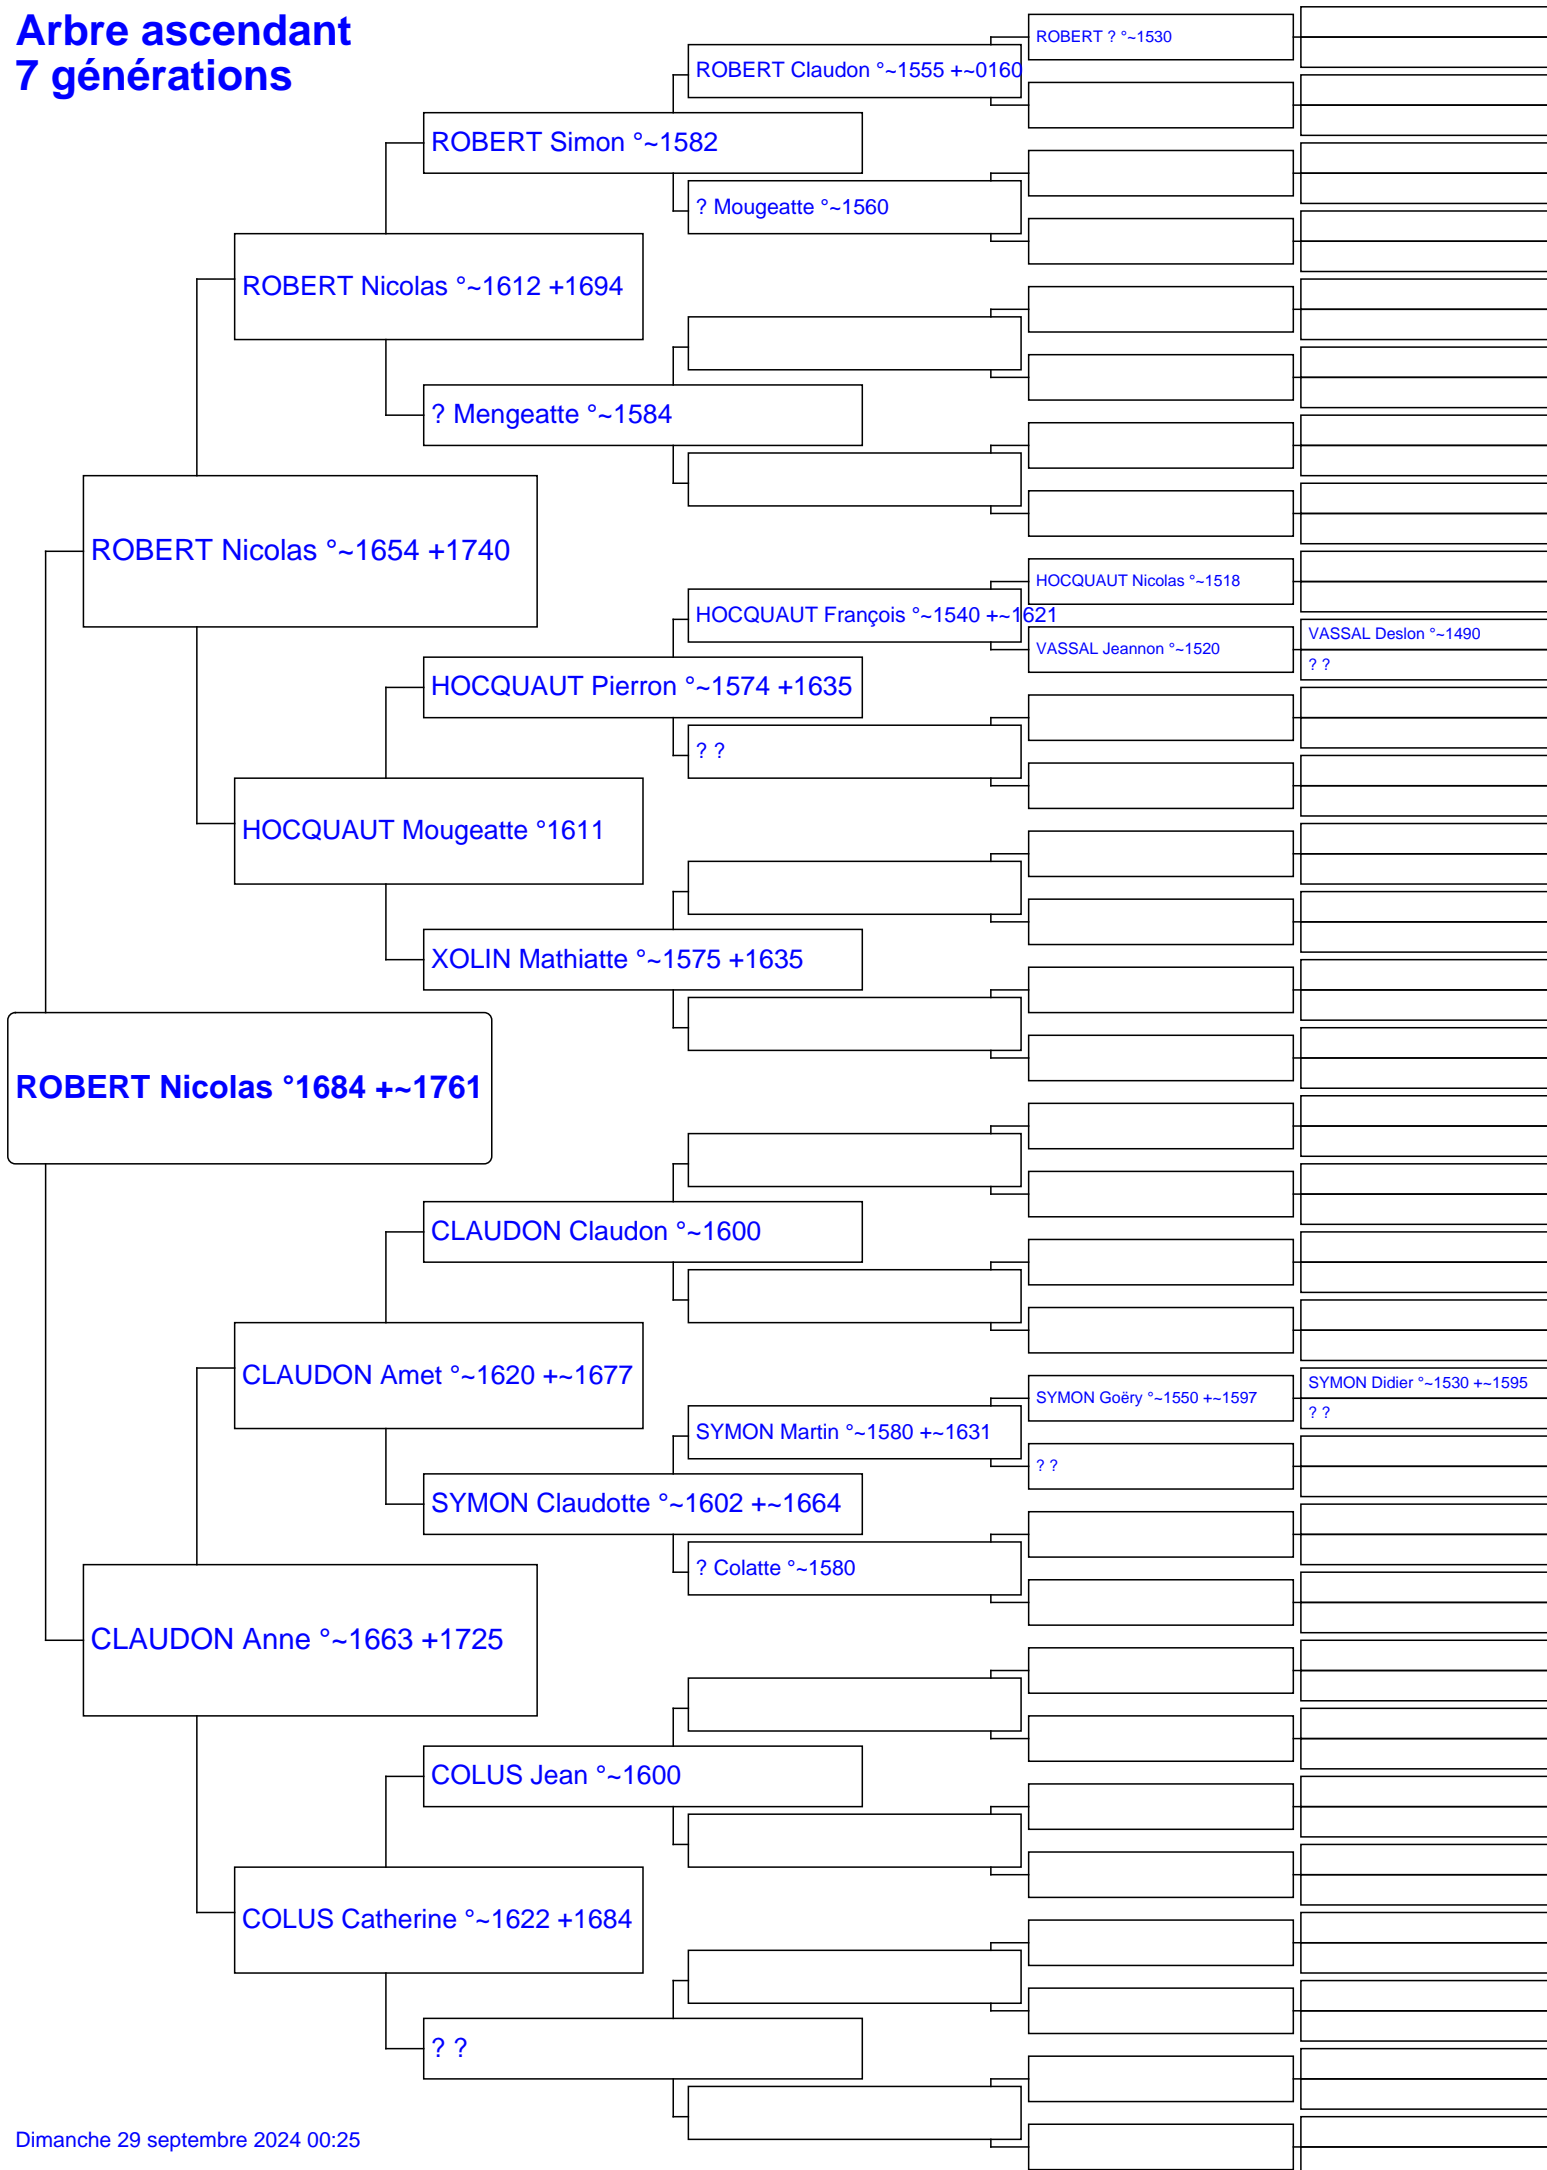 Arbre ascendant
7 générations
ROBERT ? °~1530
ROBERT Claudon °~1555 +~0160
ROBERT Simon °~1582
? Mougeatte °~1560
ROBERT Nicolas °~1612 +1694
? Mengeatte °~1584
ROBERT Nicolas °~1654 +1740
HOCQUAUT Nicolas °~1518
HOCQUAUT François °~1540 +~1621
VASSAL Deslon °~1490
VASSAL Jeannon °~1520
? ?
HOCQUAUT Pierron °~1574 +1635
? ?
HOCQUAUT Mougeatte °1611
XOLIN Mathiatte °~1575 +1635
ROBERT Nicolas °1684 +~1761
CLAUDON Claudon °~1600
CLAUDON Amet °~1620 +~1677
SYMON Didier °~1530 +~1595
SYMON Goëry °~1550 +~1597
? ?
SYMON Martin °~1580 +~1631
? ?
SYMON Claudotte °~1602 +~1664
? Colatte °~1580
CLAUDON Anne °~1663 +1725
COLUS Jean °~1600
COLUS Catherine °~1622 +1684
? ?
Dimanche 29 septembre 2024 00:25